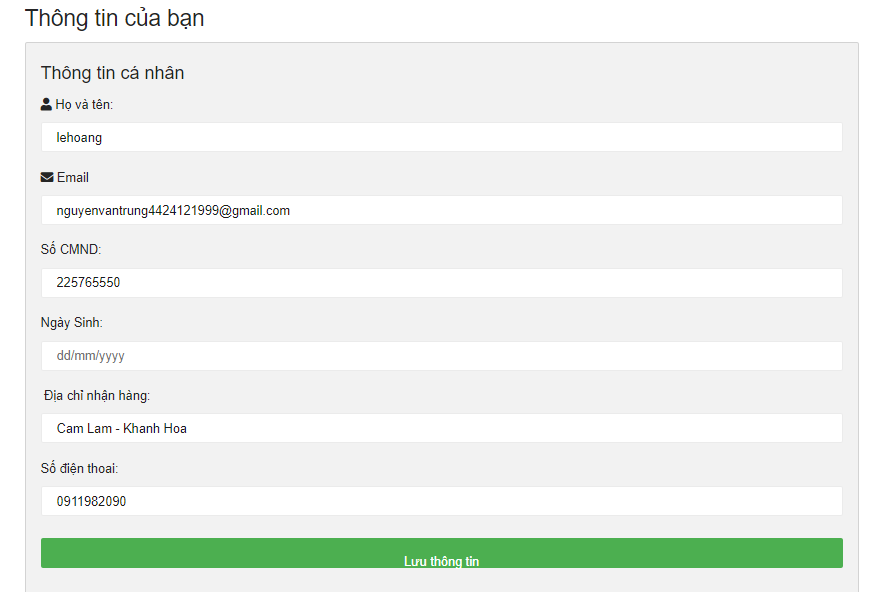 Thông tin của bạn
Thông tin cá nhân
Họ và tên:
lehoang
Email
nguyenvantrung4424121999@gmail.com
Số CMND:
225765550
Ngày Sinh:
dd/mm/yyyy
Địa chỉ nhận hàng:
Cam Lam - Khanh Hoa
Số điện thoai:
0911982090
Lưu thông tin